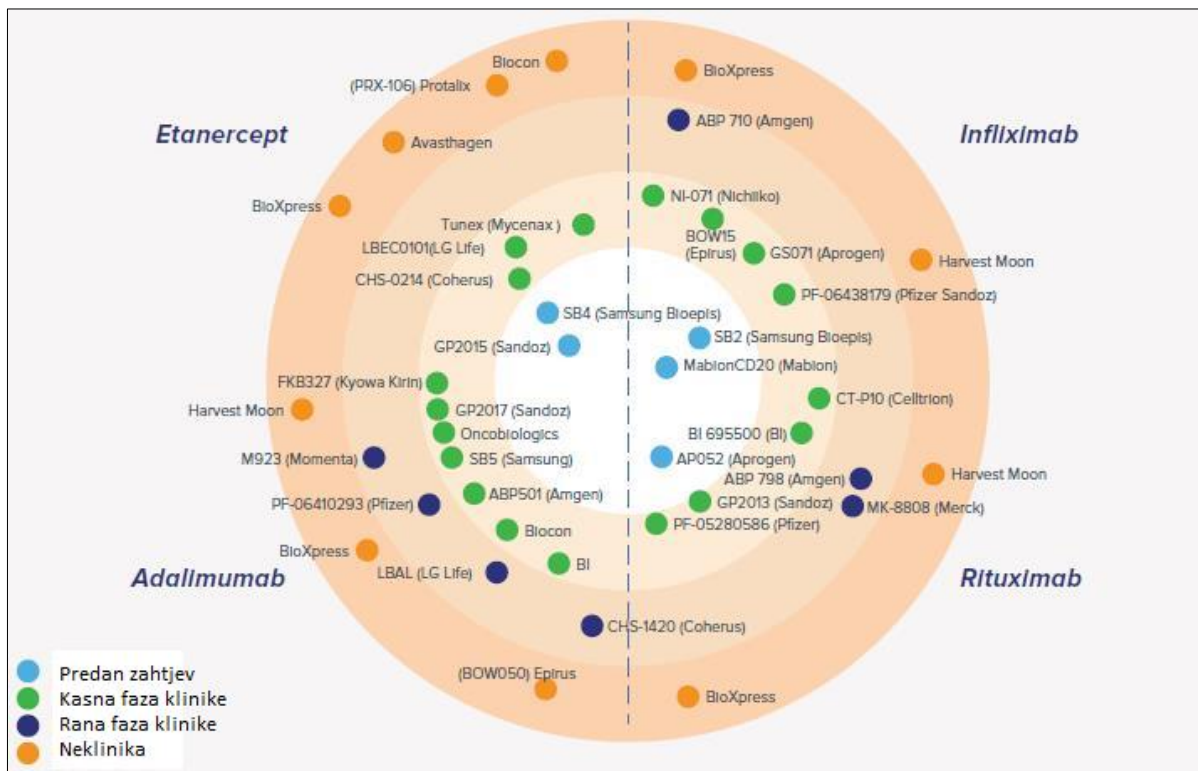 Biocon
BioXpress
(PRX-106) Protalix
ABP 710 (Amgen)
Etanercept
Infliximab
Avasthagen
NI-071 (Nichiiko)
BioXpress
Tunex (Mycenax )
BOW15
(Epirus)
LBEC0101(LG Life)
GS071 (Aprogen)
Harvest Moon
CHS-0214 (Coherus)
PF-06438179 (Pfizer Sandoz)
SB4 (Samsung Bioepis)
SB2 (Samsung Bioepis)
GP2015 (Sandoz)
MabionCD20 (Mabion)
FKB327 (Kyowa Kirin)
CT-P10 (Celltrion)
Harvest Moon
GP2017 (Sandoz)
Oncobiologics
BI 695500 (BI)
M923 (Momenta)
SB5 (Samsung)
AP052 (Aprogen)
ABP 798 (Amgen)
Harvest Moon
PF-06410293 (Pfizer)
ABP501 (Amgen)
GP2013 (Sandoz)
MK-8808 (Merck)
Biocon
PF-05280586 (Pfizer)
BioXpress
Adalimumab
LBAL (LG Life)
BI
Rituximab
CHS-1420 (Coherus)
(BOW050) Epirus
BioXpress
Predan zahtjev
Kasna faza klinike
Rana faza klinike
Neklinika